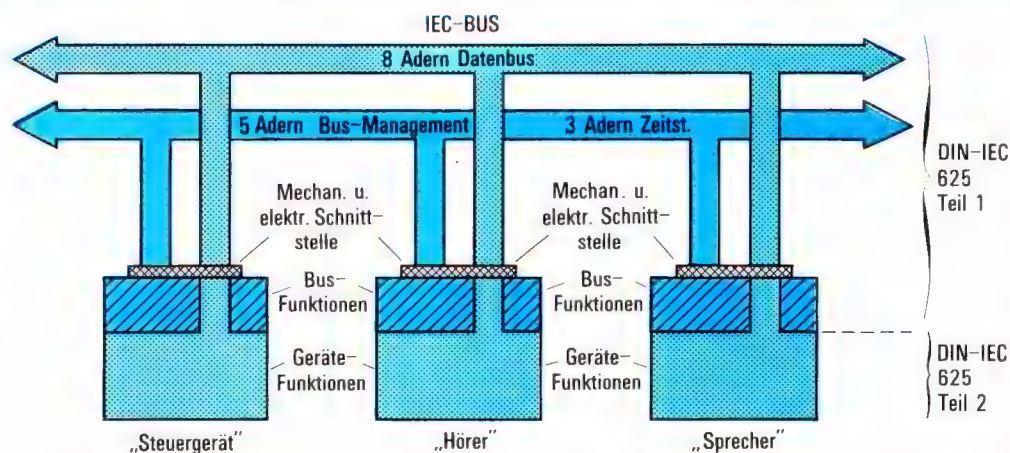 IEC-BUS
8 Adern Datenbus
5 Adern Bus-Management
3 Adern Zeitst.
DIN-IEC
625
Teil 1
Mechan. u.
elektr. Schnitt-
stelle
Mechan. u.
elektr. Schnitt-
stelle
Bus-
Funktionen
Bus-
Funktionen
Geräte-
Funktionen
Geräte-
Funktionen
DIN-IEC
625
Teil 2
„Steuergerät"
„Hörer"
„Sprecher"